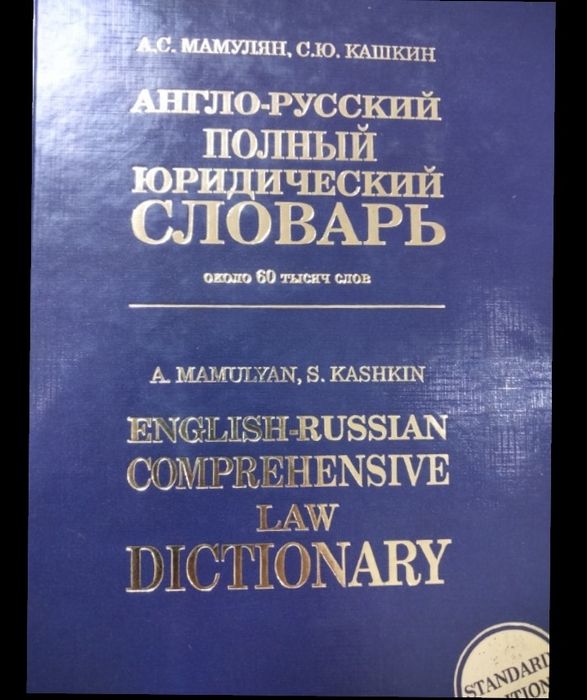 А.С. МАМУЛЯН, С.Ю. КАШКИН
АНГЛО-РУССКИЙ
ПОЛНЫЙ
ЮРИДИЧЕСКИЙ
СЛОВАРЬ
около 60 тысяч слов
A. MAMULYAN, S. KASHKIN
ENGLISH-RUSSIAN
COMPREHENSIVE
LAW
DICTIONARY
STANDARD